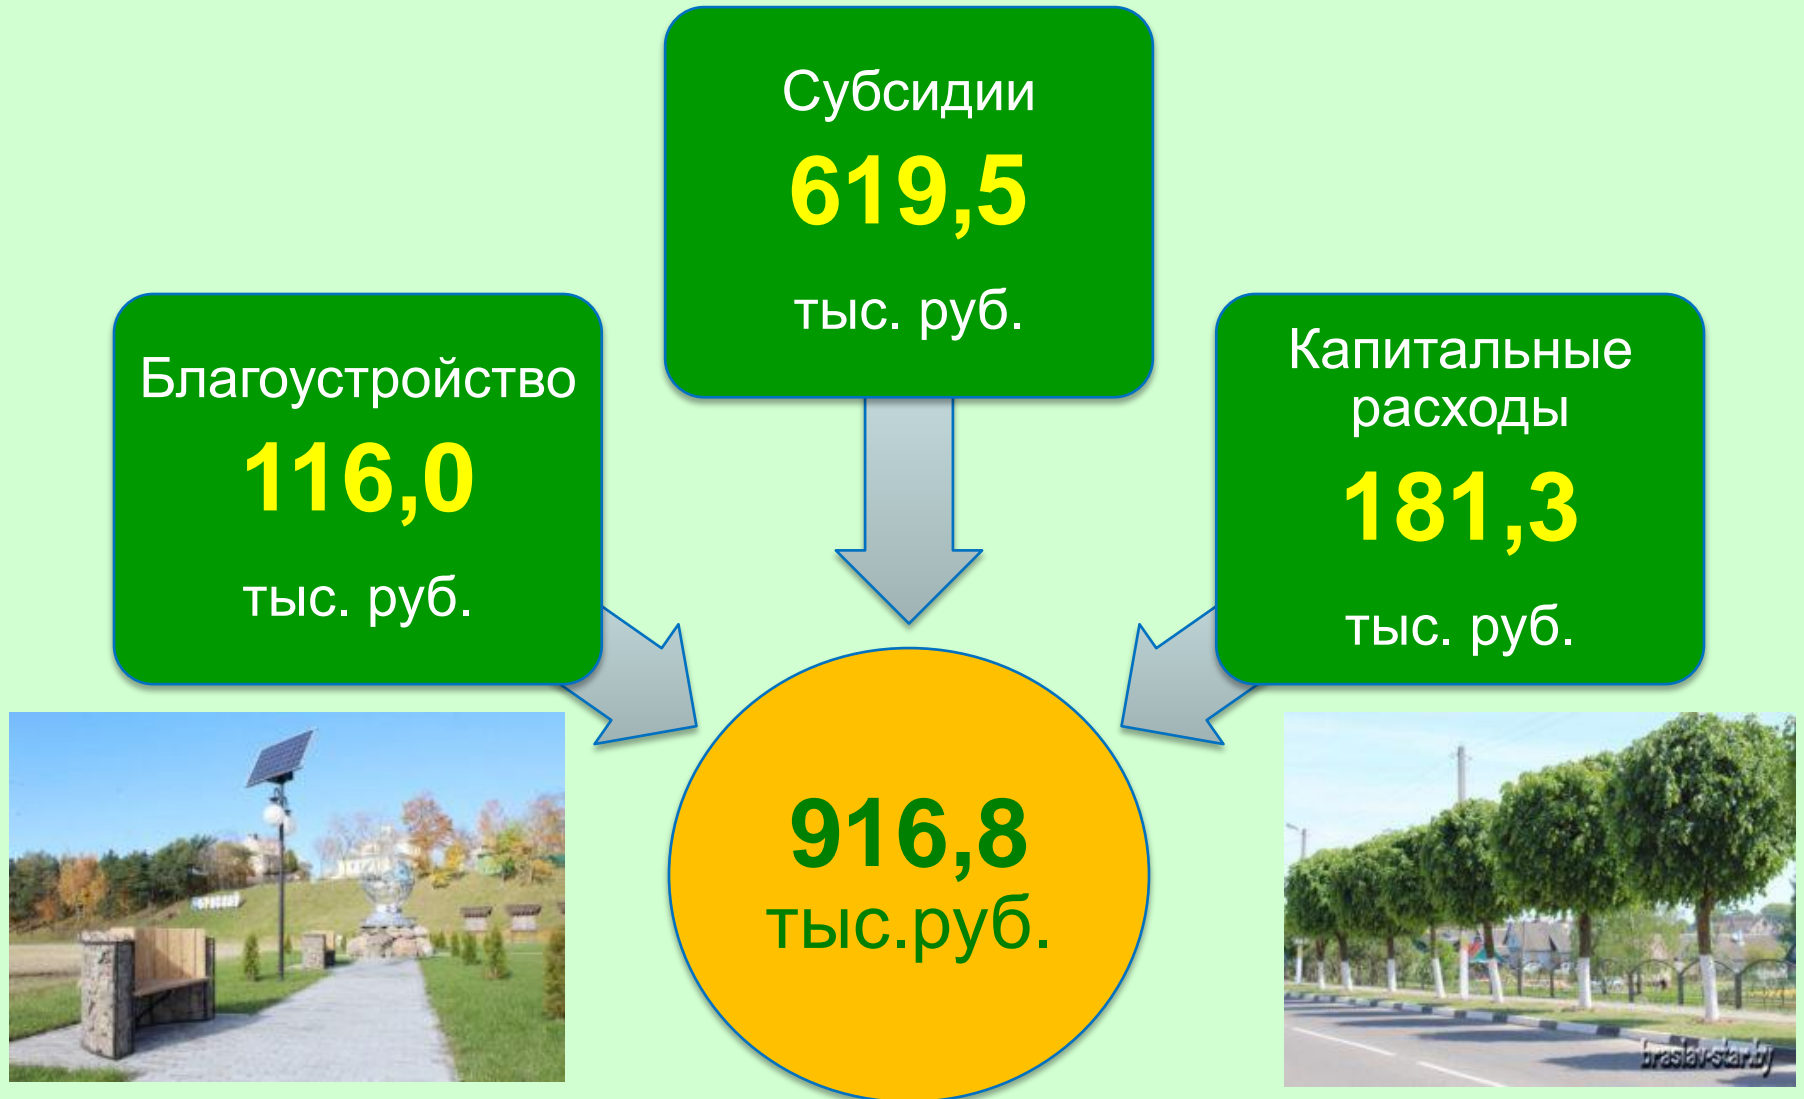 Субсидии
619,5
тыс. руб.
Благоустройство
116,0
тыс. руб.
Капитальные
расходы
181,3
тыс. руб.
916,8
тыс.руб.
braslav-star.by